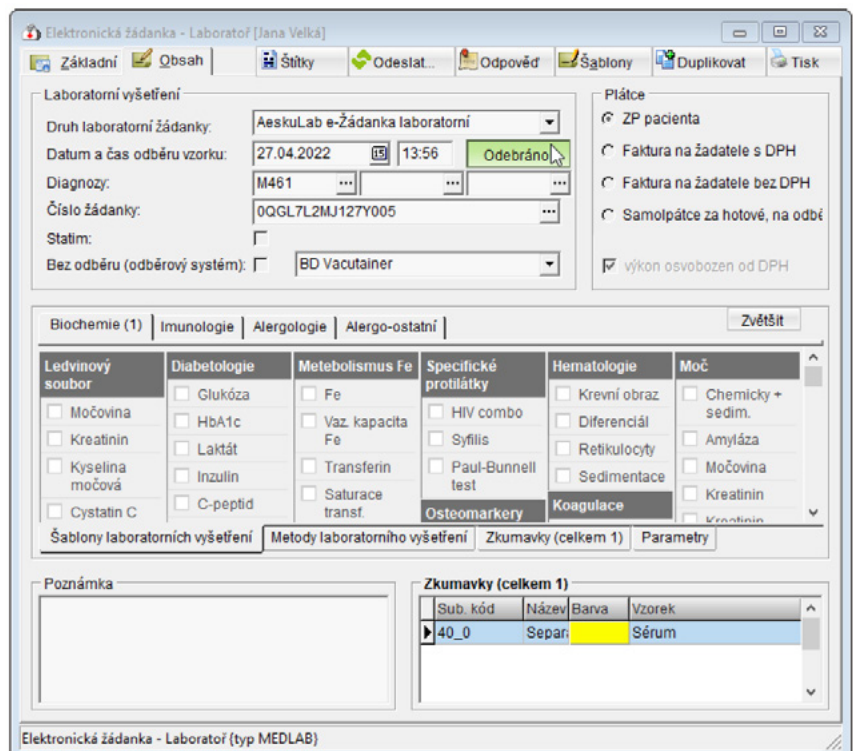 Elektronická žádanka - Laboratoř [Jana Velká]
Základní Obsah Štítky Odeslat... Odpověď Šablony Duplikovat Tisk
Laboratorní vyšetření
Druh laboratorní žádanky: AeskuLab e-Žádanka laboratorní
Datum a čas odběru vzorku: 27.04.2022 15 13:56 Odebráno
Diagnozy: M461 ... ... ...
Číslo žádanky: 0QGL7L2MJ127Y005 ...
Statim:
Bez odběru (odběrový systém): BD Vacutainer
Plátce
ZP pacienta
Faktura na žadatele s DPH
Faktura na žadatele bez DPH
Samolpátce za hotové, na odbě
výkon osvobozen od DPH
Biochemie (1) Imunologie Alergologie Alergo-ostatní Zvětšit
Ledvinový
soubor
Močovina
Kreatinin
Kyselina
močová
Cystatin C
Diabetologie
Glukóza
HbA1c
Laktát
Inzulin
C-peptid
Metebolismus Fe
Fe
Vaz. kapacita
Fe
Transferin
Saturace
transf.
Specifické
protilátky
HIV combo
Syfilis
Paul-Bunnell
test
Osteomarkery
Hematologie
Krevní obraz
Diferenciál
Retikulocyty
Sedimentace
Koagulace
Moč
Chemicky +
sedim.
Amyláza
Močovina
Kreatinin
Kreatinin
Šablony laboratorních vyšetření Metody laboratorního vyšetření Zkumavky (celkem 1) Parametry
Poznámka
Zkumavky (celkem 1)
Sub. kód Název Barva Vzorek
40_0 Separa Sérum
Elektronická žádanka - Laboratoř {typ MEDLAB}